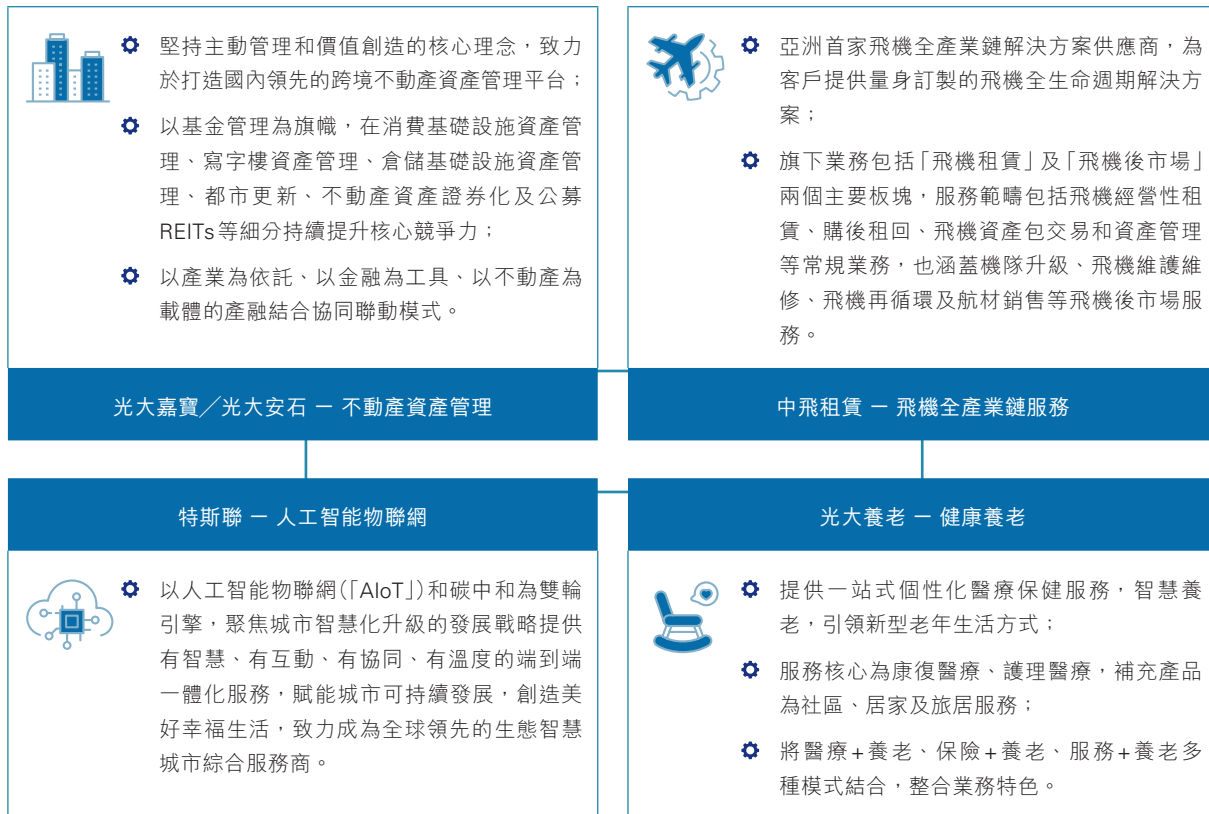 堅持主動管理和價值創造的核心理念，致力
於打造國內領先的跨境不動產資產管理平台；
以基金管理為旗幟，在消費基礎設施資產管
理、寫字樓資產管理、倉儲基礎設施資產管
理、都市更新、不動產資產證券化及公募
REITs等細分持續提升核心競爭力；
以產業為依託、以金融為工具、以不動產為
載體的產融結合協同聯動模式。
光大嘉寶╱光大安石 — 不動產資產管理
亞洲首家飛機全產業鏈解決方案供應商，為
客戶提供量身訂製的飛機全生命週期解決方
案；
旗下業務包括「飛機租賃」及「飛機後市場」
兩個主要板塊，服務範疇包括飛機經營性租
賃、購後租回、飛機資產包交易和資產管理
等常規業務，也涵蓋機隊升級、飛機維護維
修、飛機再循環及航材銷售等飛機後市場服
務。
中飛租賃 — 飛機全產業鏈服務
特斯聯 — 人工智能物聯網
以人工智能物聯網(「AIoT」)和碳中和為雙輪
引擎，聚焦城市智慧化升級的發展戰略提供
有智慧、有互動、有協同、有溫度的端到端
一體化服務，賦能城市可持續發展，創造美
好幸福生活，致力成為全球領先的生態智慧
城市綜合服務商。
光大養老 — 健康養老
提供一站式個性化醫療保健服務，智慧養
老，引領新型老年生活方式；
服務核心為康復醫療、護理醫療，補充產品
為社區、居家及旅居服務；
將醫療+養老、保險+養老、服務+養老多
種模式結合，整合業務特色。